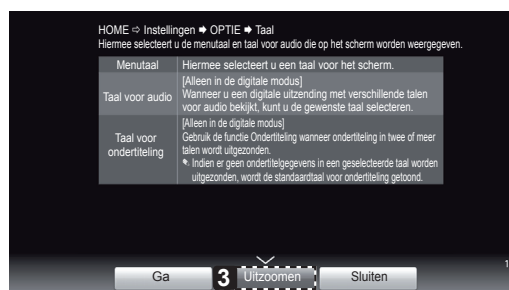 HOME ⇨ Instellingen ➡ OPTIE ➡ Taal
Hiermee selecteert u de menutaal en taal voor audio die op het scherm worden weergegeven.
Menutaal
Hiermee selecteert u een taal voor het scherm.
Taal voor audio
[Alleen in de digitale modus]
Wanneer u een digitale uitzending met verschillende talen
voor audio bekijkt, kunt u de gewenste taal selecteren.
Taal voor
ondertiteling
[Alleen in de digitale modus]
Gebruik de functie Ondertiteling wanneer ondertiteling in twee of meer
talen wordt uitgezonden.
✎ Indien er geen ondertitelgegevens in een geselecteerde taal worden
uitgezonden, wordt de standaardtaal voor ondertiteling getoond.
1
Ga
3
Uitzoomen
Sluiten